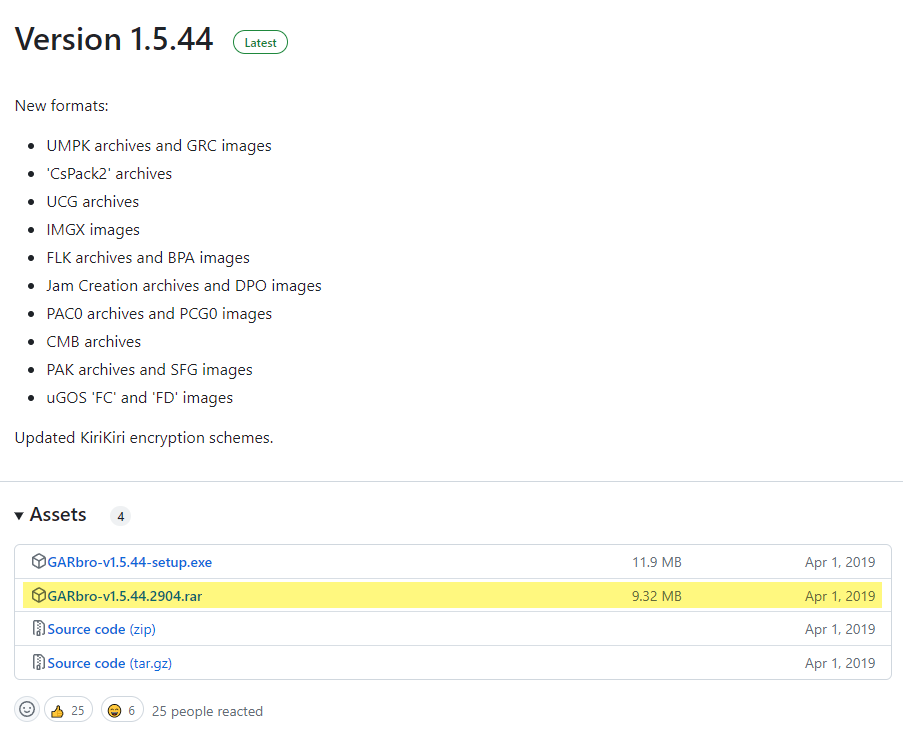 Version 1.5.44 Latest
New formats:
UMPK archives and GRC images
'CsPack2' archives
UCG archives
IMGX images
FLK archives and BPA images
Jam Creation archives and DPO images
PAC0 archives and PCG0 images
CMB archives
PAK archives and SFG images
uGOS 'FC' and 'FD' images
Updated KiriKiri encryption schemes.
Assets 4
GARbro-v1.5.44-setup.exe 11.9 MB Apr 1, 2019
GARbro-v1.5.44.2904.rar 9.32 MB Apr 1, 2019
Source code (zip) Apr 1, 2019
Source code (tar.gz) Apr 1, 2019
25 6 25 people reacted